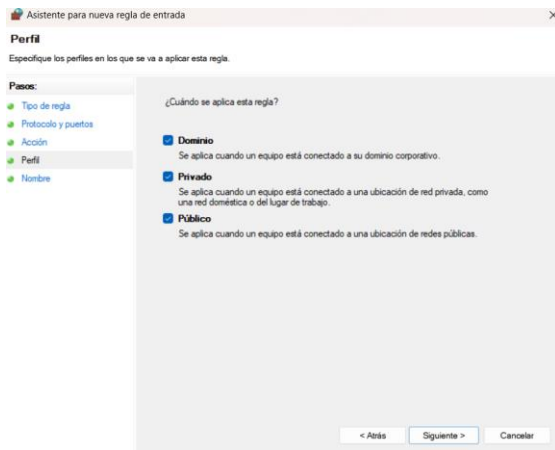 Asistente para nueva regla de entrada
Perfil
Especifique los perfiles en los que se va a aplicar esta regla.
Pasos:
Tipo de regla
Protocolo y puertos
Acción
Perfil
Nombre
¿Cuándo se aplica esta regla?
Dominio
Se aplica cuando un equipo está conectado a su dominio corporativo.
Privado
Se aplica cuando un equipo está conectado a una ubicación de red privada, como
una red doméstica o del lugar de trabajo.
Público
Se aplica cuando un equipo está conectado a una ubicación de redes públicas.
< Atrás Siguiente > Cancelar